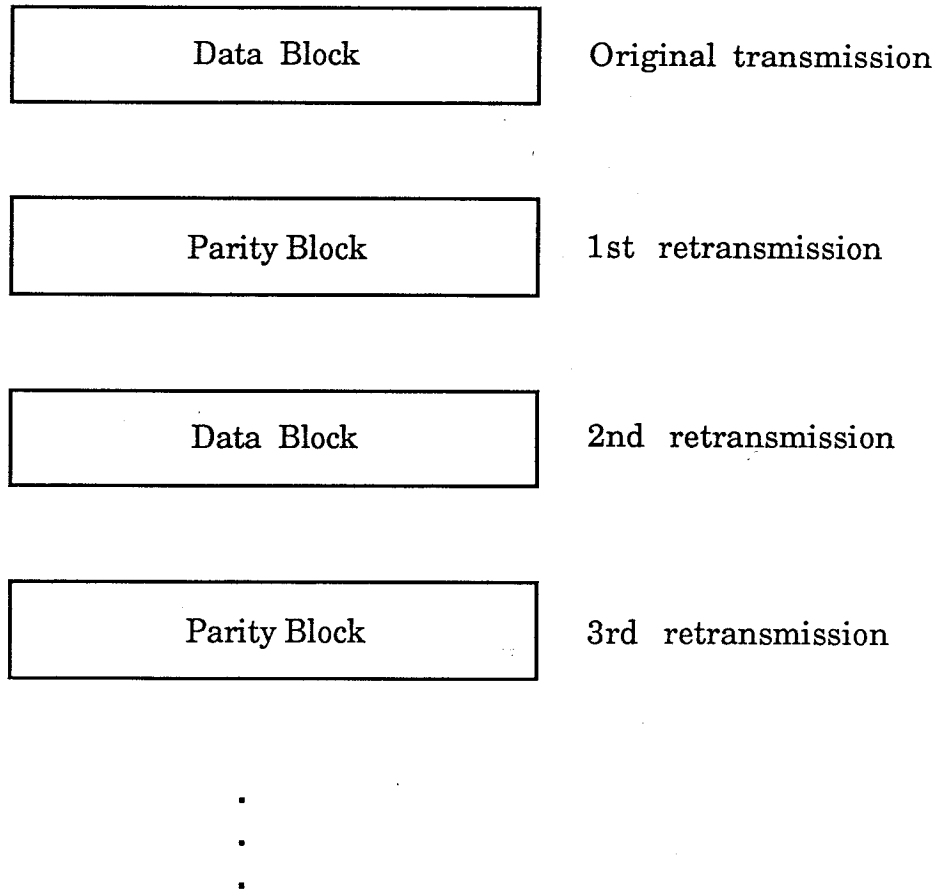 Data Block Original transmission
Parity Block 1st retransmission
Data Block 2nd retransmission
Parity Block 3rd retransmission
.
.
.